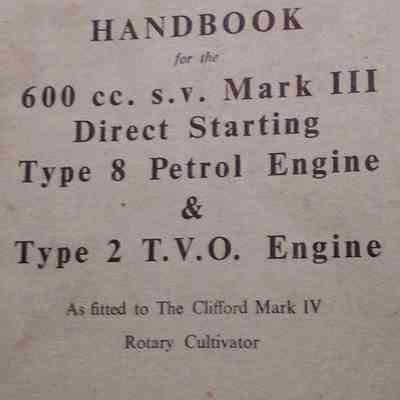 HANDBOOK
for the
600 cc. s.v. Mark III
Direct Starting
Type 8 Petrol Engine
&
Type 2 T.V.O. Engine
As fitted to The Clifford Mark IV
Rotary Cultivator